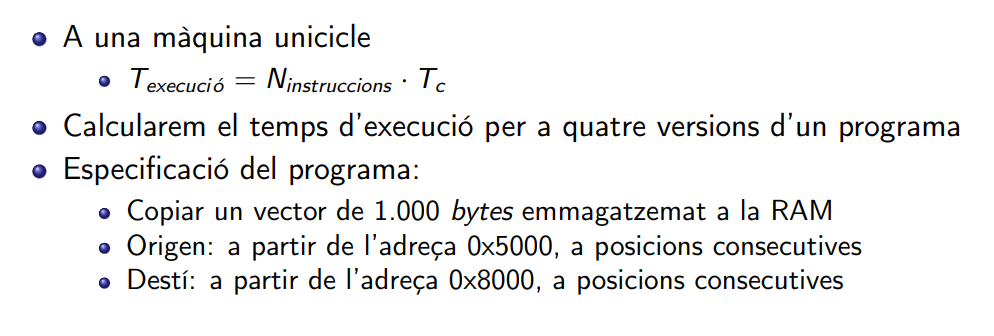 A una màquina unicicle
T_execució = N_instruccions · T_c
Calcularem el temps d'execució per a quatre versions d'un programa
Especificació del programa:
Copiar un vector de 1.000 bytes emmagatzemat a la RAM
Origen: a partir de l'adreça 0x5000, a posicions consecutives
Destí: a partir de l'adreça 0x8000, a posicions consecutives